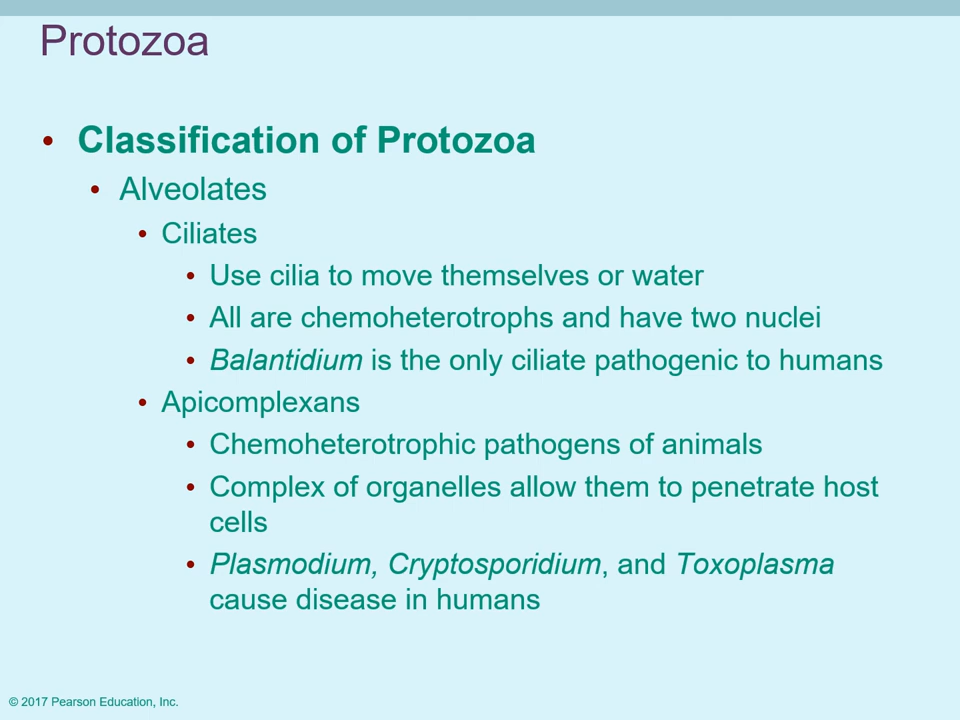 Protozoa
• Classification of Protozoa
• Alveolates
• Ciliates
• Use cilia to move themselves or water
• All are chemoheterotrophs and have two nuclei
• Balantidium is the only ciliate pathogenic to humans
• Apicomplexans
• Chemoheterotrophic pathogens of animals
• Complex of organelles allow them to penetrate host
cells
• Plasmodium, Cryptosporidium, and Toxoplasma
cause disease in humans
© 2017 Pearson Education, Inc.